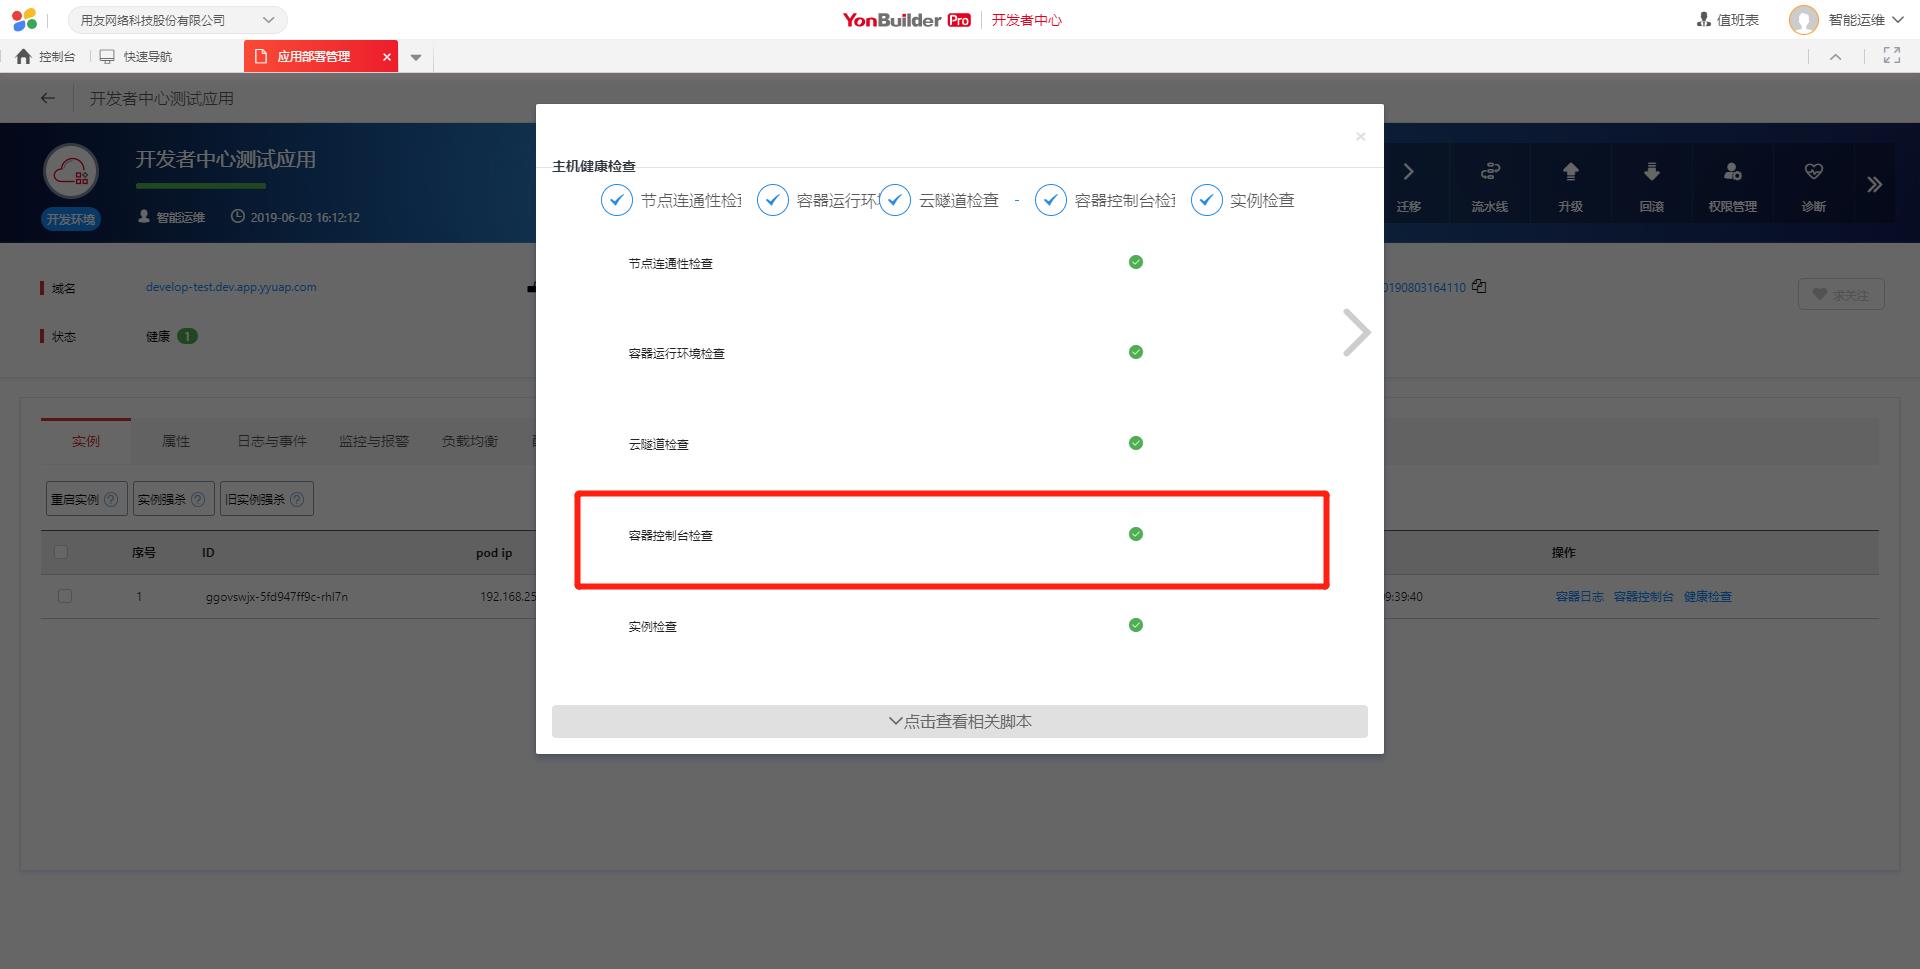 用友网络科技股份有限公司
YonBuilder Pro 开发者中心
值班表 智能运维
控制台 快速导航 应用部署管理
开发者中心测试应用
开发者中心测试应用
开发环境 智能运维 2019-06-03 16:12:12
迁移 流水线 升级 回滚 权限管理 诊断
域名 develop-test.dev.app.yyuap.com
0190803164110
求关注
状态 健康 1
实例 属性 日志与事件 监控与报警 负载均衡
重启实例 实例强杀 旧实例强杀
序号 ID pod ip 操作
1 ggovswjx-5fd947ff9c-rhl7n 192.168.25 9:39:40 容器日志 容器控制台 健康检查
主机健康检查
节点连通性检查 容器运行环 云隧道检查 - 容器控制台检查 实例检查
节点连通性检查
容器运行环境检查
云隧道检查
容器控制台检查
实例检查
点击查看相关脚本